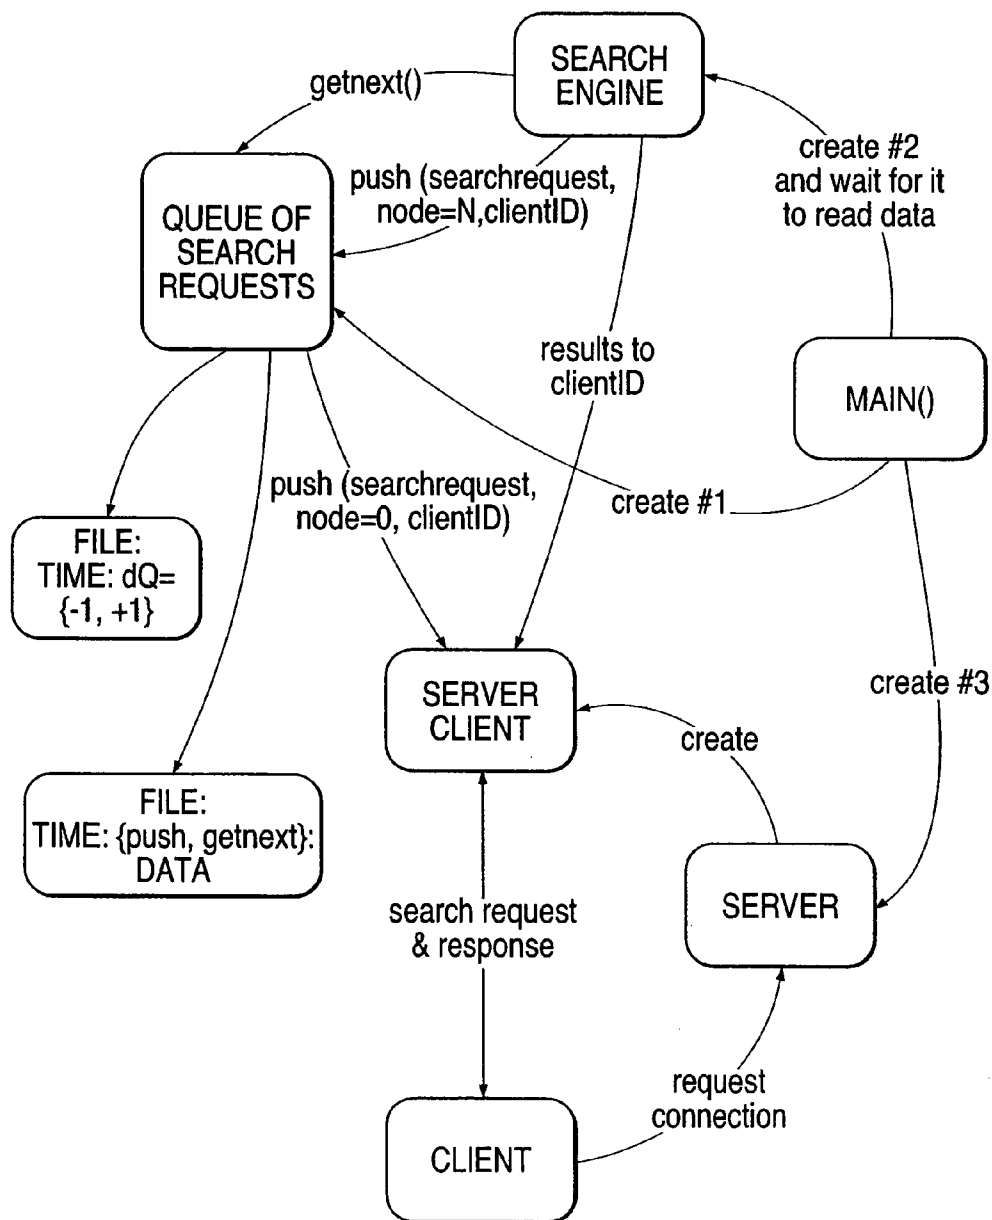 SEARCH
ENGINE
getnext()
create #2
and wait for it
to read data
push (searchrequest,
node=N,clientID)
QUEUE OF
SEARCH
REQUESTS
results to
clientID
MAIN()
push (searchrequest,
node=0, clientID)
create #1
FILE:
TIME: dQ=
{-1, +1}
SERVER
CLIENT
create #3
create
FILE:
TIME: {push, getnext}:
DATA
SERVER
search request
& response
request
connection
CLIENT